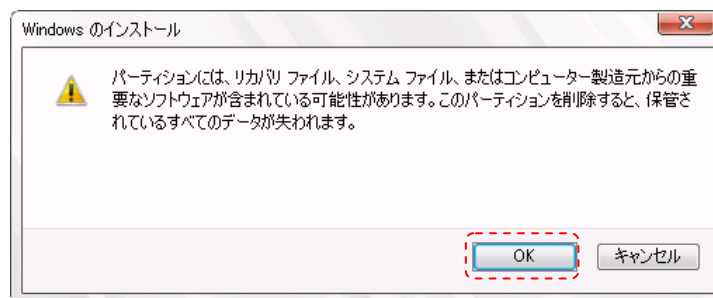 Windows のインストール
パーティションには、リカバリ ファイル、システム ファイル、またはコンピューター製造元からの重
要なソフトウェアが含まれている可能性があります。このパーティションを削除すると、保管さ
れているすべてのデータが失われます。
OK
キャンセル